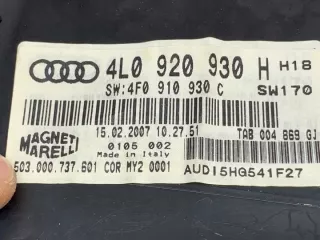 4L0 920 930 H H18
SW:4F0 910 930 C SW170
15.02.2007 10.27.51 TAB 004 869 GJ
MAGNETI MARELLI
0105 002
Made in Italy
503.000.737.601 COR MY2 0001 AUDI5HG541F27